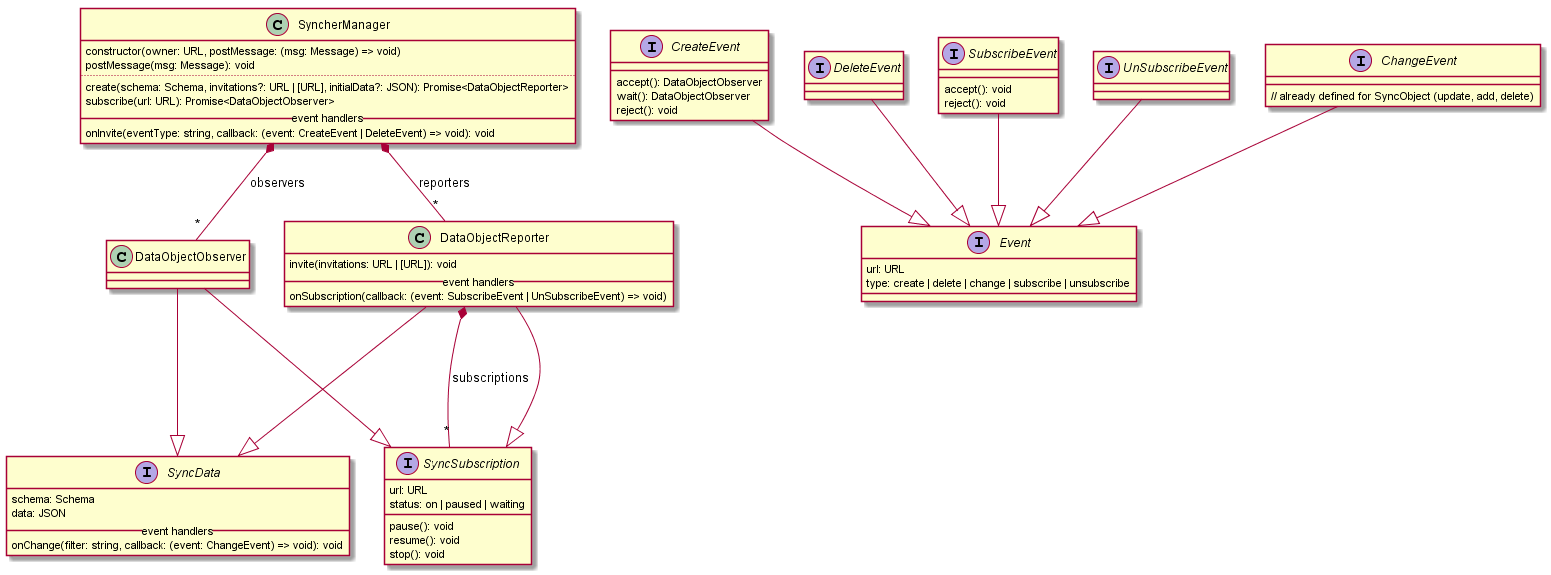 C SyncherManager
constructor(owner: URL, postMessage: (msg: Message) => void)
postMessage(msg: Message): void
create(schema: Schema, invitations?: URL | [URL], initialData?: JSON): Promise<DataObjectReporter>
subscribe(url: URL): Promise<DataObjectObserver>
event handlers
onInvite(eventType: string, callback: (event: CreateEvent | DeleteEvent) => void): void
I CreateEvent
accept(): DataObjectObserver
wait(): DataObjectObserver
reject(): void
I DeleteEvent
I SubscribeEvent
accept(): void
reject(): void
I UnSubscribeEvent
I ChangeEvent
// already defined for SyncObject (update, add, delete)
observers
*
reporters
*
C DataObjectObserver
C DataObjectReporter
invite(invitations: URL | [URL]): void
event handlers
onSubscription(callback: (event: SubscribeEvent | UnSubscribeEvent) => void)
I Event
url: URL
type: create | delete | change | subscribe | unsubscribe
subscriptions
*
I SyncData
schema: Schema
data: JSON
event handlers
onChange(filter: string, callback: (event: ChangeEvent) => void): void
I SyncSubscription
url: URL
status: on | paused | waiting
pause(): void
resume(): void
stop(): void